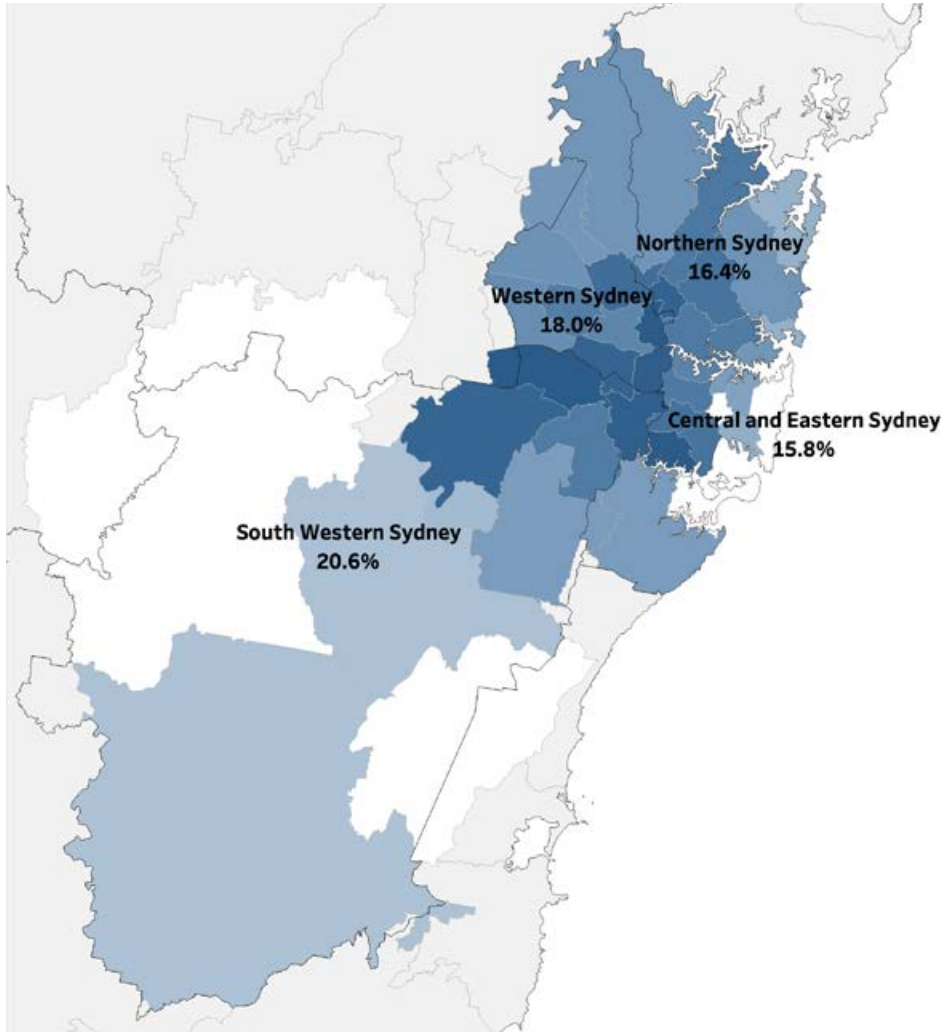 Northern Sydney
16.4%
Western Sydney
18.0%
Central and Eastern Sydney
15.8%
South Western Sydney
20.6%